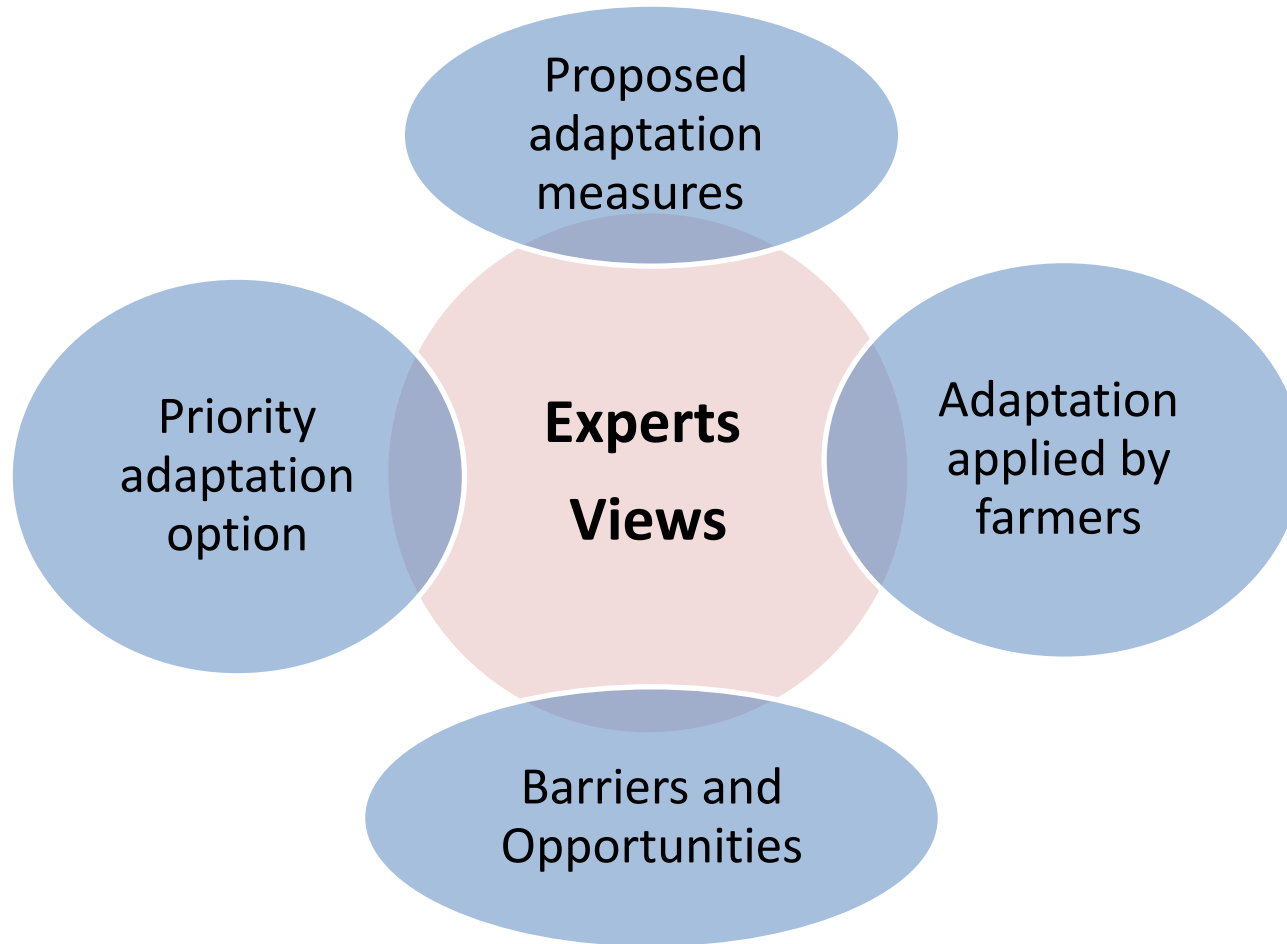 Proposed
adaptation
measures
Priority
adaptation
option
Experts
Views
Adaptation
applied by
farmers
Barriers and
Opportunities